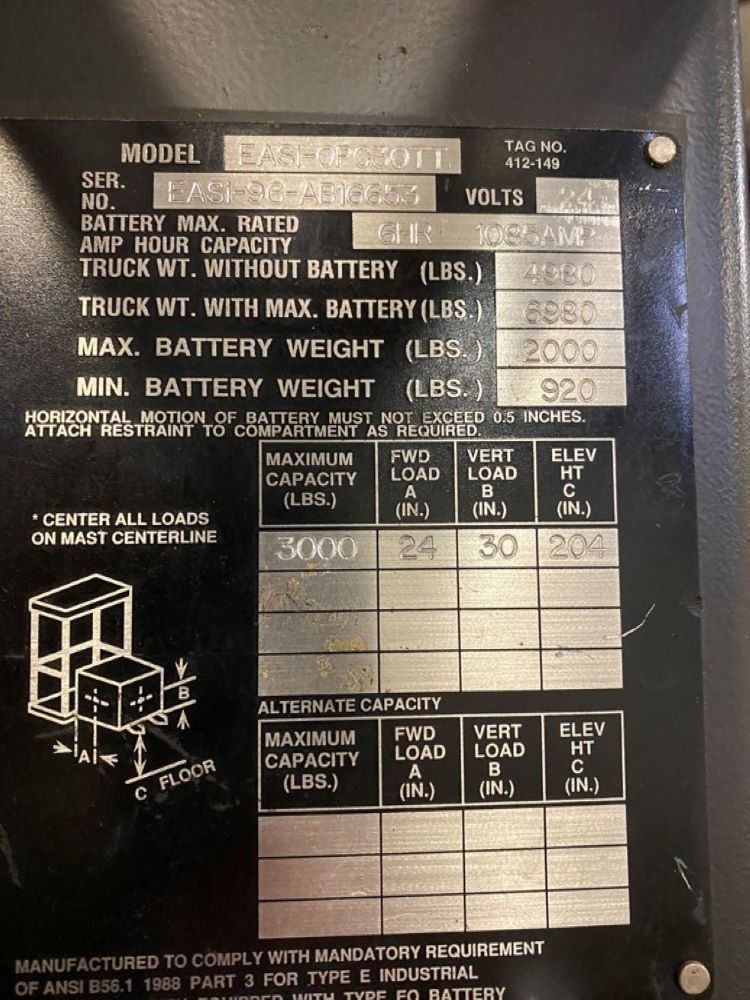 MODEL EASI-OPC30TT
TAG NO.
412-149
SER.
NO. EASI-96-AB16653 VOLTS 24
BATTERY MAX. RATED
AMP HOUR CAPACITY 6HR 1085AMP
TRUCK WT. WITHOUT BATTERY (LBS.) 4980
TRUCK WT. WITH MAX. BATTERY (LBS.) 6980
MAX. BATTERY WEIGHT (LBS.) 2000
MIN. BATTERY WEIGHT (LBS.) 920
HORIZONTAL MOTION OF BATTERY MUST NOT EXCEED 0.5 INCHES.
ATTACH RESTRAINT TO COMPARTMENT AS REQUIRED.
MAXIMUM CAPACITY (LBS.) FWD LOAD A (IN.) VERT LOAD B (IN.) ELEV HT C (IN.)
* CENTER ALL LOADS
ON MAST CENTERLINE
3000 24 30 204
B
A
C FLOOR
ALTERNATE CAPACITY
MAXIMUM CAPACITY (LBS.) FWD LOAD A (IN.) VERT LOAD B (IN.) ELEV HT C (IN.)
MANUFACTURED TO COMPLY WITH MANDATORY REQUIREMENT
OF ANSI B56.1 1988 PART 3 FOR TYPE E INDUSTRIAL
EQUIPPED WITH TYPE EO BATTERY